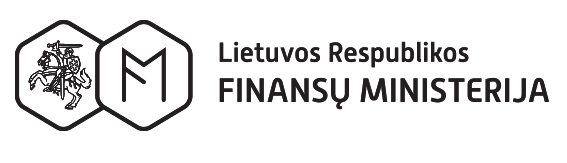 Lietuvos Respublikos
FINANSŲ MINISTERIJA